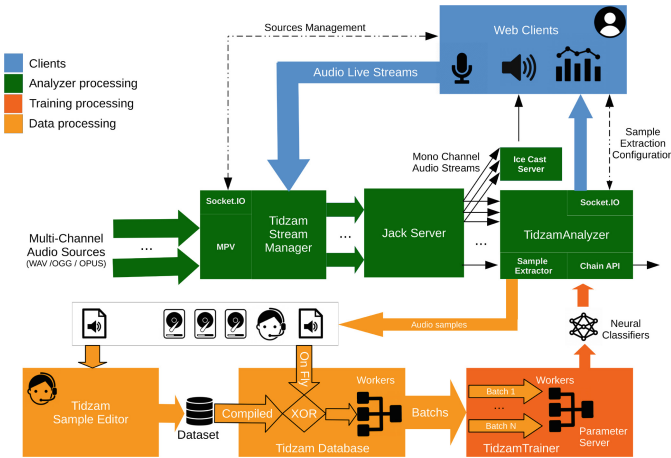 Sources Management
Web Clients
Clients
Analyzer processing
Training processing
Data processing
Audio Live Streams
Mono Channel
Audio Streams
Ice Cast
Server
Sample
Extraction
Configuration
Socket.IO
MPV
Tidzam
Stream
Manager
...
Jack Server
...
Socket.IO
TidzamAnalyzer
Sample
Extractor
Chain API
Multi-Channel
Audio Sources
(WAV /OGG / OPUS)
...
Audio samples
Neural
Classifiers
On Fly
Tidzam
Sample Editor
Dataset
Compiled
XOR
Workers
Tidzam Database
Batchs
Batch 1
...
Batch N
Workers
Parameter
Server
TidzamTrainer